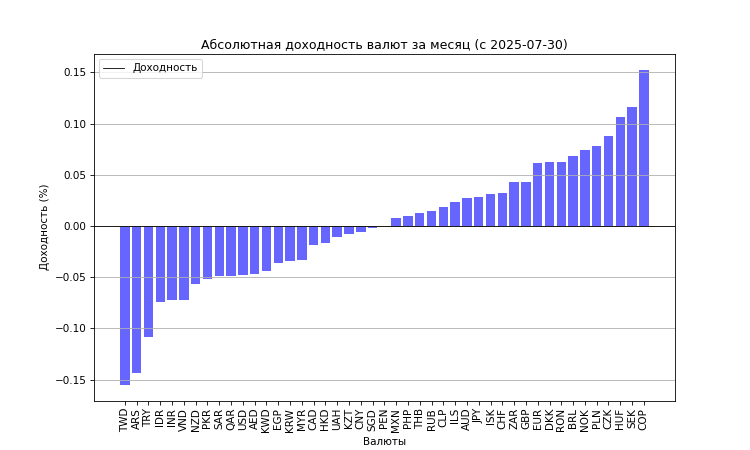 Абсолютная доходность валют за месяц (с 2025-07-30)
Доходность
0.15
0.10
0.05
0.00
−0.05
−0.10
−0.15
Доходность (%)
TWD ARS TRY IDR INR VND NZD PKR SAR QAR USD AED KWD EGP KRW MYR CAD HKD UAH KZT CNY SGD PEN MXN PHP THB RUB CLP ILS AUD JPY ISK CHF ZAR GBP EUR DKK RON BRL NOK PLN CZK HUF SEK COP
Валюты